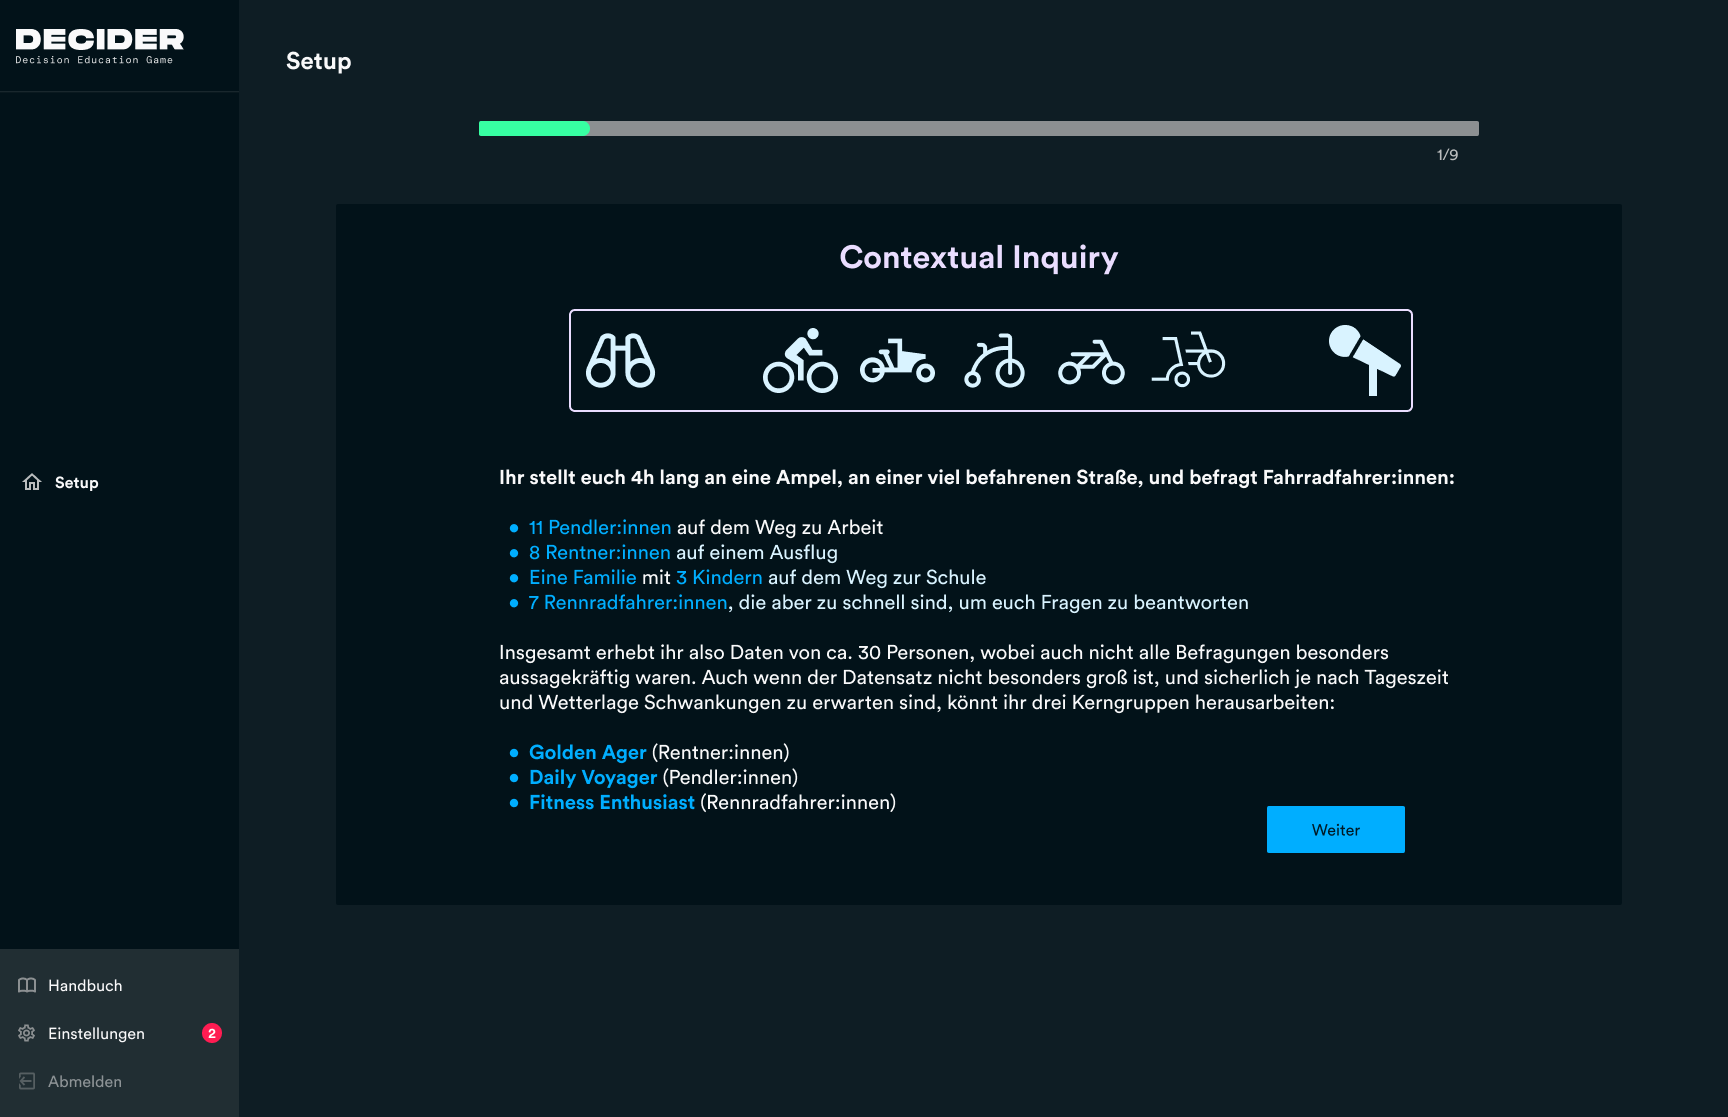 DECIDER
Decision Education Game
Setup
1/9
Contextual Inquiry
Setup
Ihr stellt euch 4h lang an eine Ampel, an einer viel befahrenen Straße, und befragt Fahrradfahrer:innen:
• 11 Pendler:innen auf dem Weg zu Arbeit
• 8 Rentner:innen auf einem Ausflug
• Eine Familie mit 3 Kindern auf dem Weg zur Schule
• 7 Rennradfahrer:innen, die aber zu schnell sind, um euch Fragen zu beantworten
Insgesamt erhebt ihr also Daten von ca. 30 Personen, wobei auch nicht alle Befragungen besonders
aussagekräftig waren. Auch wenn der Datensatz nicht besonders groß ist, und sicherlich je nach Tageszeit
und Wetterlage Schwankungen zu erwarten sind, könnt ihr drei Kerngruppen herausarbeiten:
• Golden Ager (Rentner:innen)
• Daily Voyager (Pendler:innen)
• Fitness Enthusiast (Rennradfahrer:innen)
Weiter
Handbuch
Einstellungen 2
Abmelden